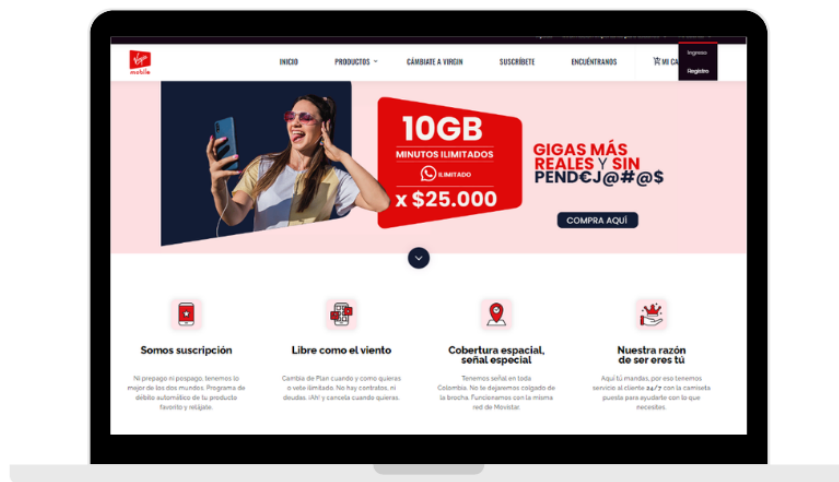 Ingreso
Virgin
mobile
INICIO
PRODUCTOS
CÁMBIATE A VIRGIN
SUSCRÍBETE
ENCUÉNTRANOS
MI CA
Registro
10GB
MINUTOS ILIMITADOS
ILIMITADO
x $25.000
GIGAS MÁS
REALES Y SIN
PEND€J@#@$
COMPRA AQUÍ
Somos suscripción
Ni prepago ni pospago, tenemos lo
mejor de los dos mundos. Programa de
débito automático de tu producto
favorito y relájate.
Libre como el viento
Cambia de Plan cuando y como quieras
o vete ilimitado. No hay contratos, ni
deudas. ¡Ah! y cancela cuando quieras.
Cobertura espacial,
señal especial
Tenemos señal en toda
Colombia. No te dejaremos colgado de
la brocha. Funcionamos con la misma
red de Movistar.
Nuestra razón
de ser eres tú
Aquí tú mandas, por eso tenemos
servicio al cliente 24/7 con la camiseta
puesta para ayudarte con lo que
necesites.